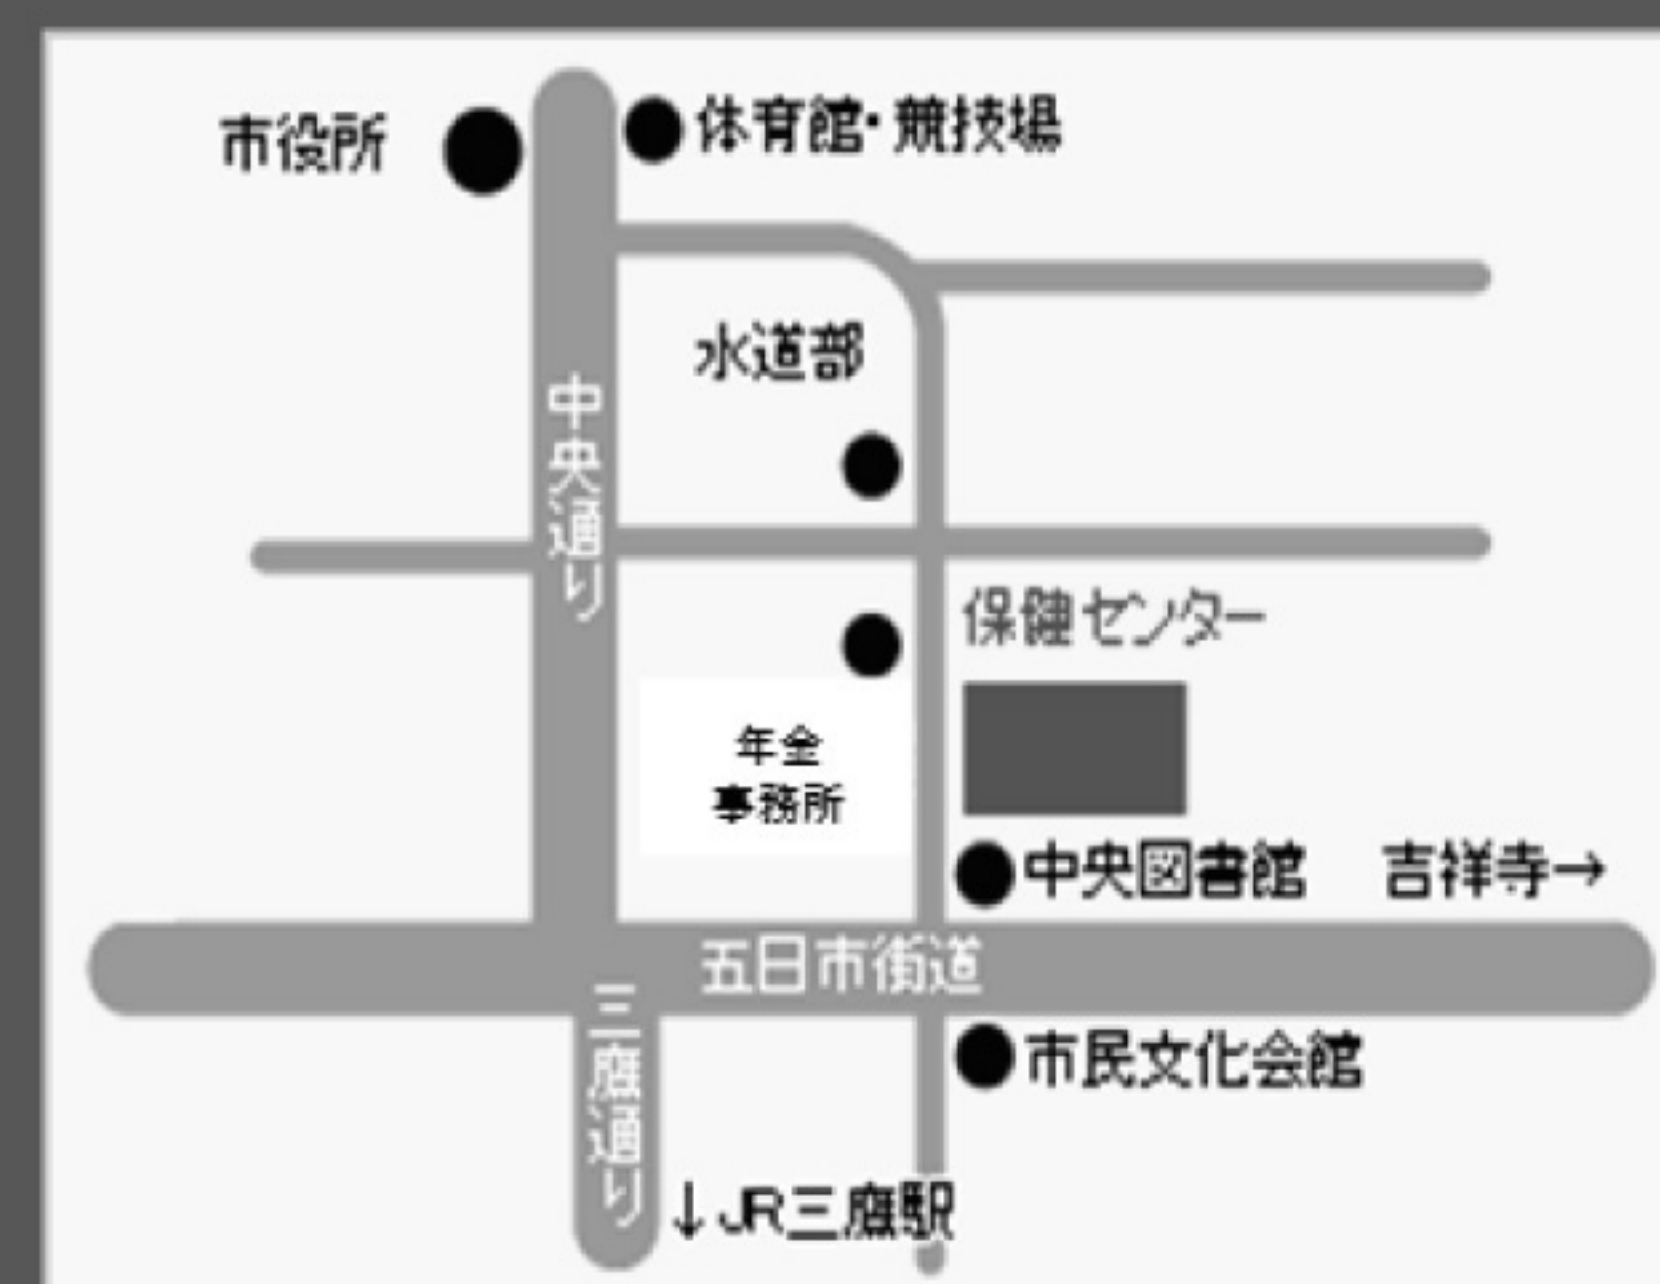 市役所
体育館・競技場
水道部
中央通り
保健センター
年金
事務所
中央図書館
吉祥寺→
五日市街道
三鷹通り
市民文化会館
↓JR三鷹駅